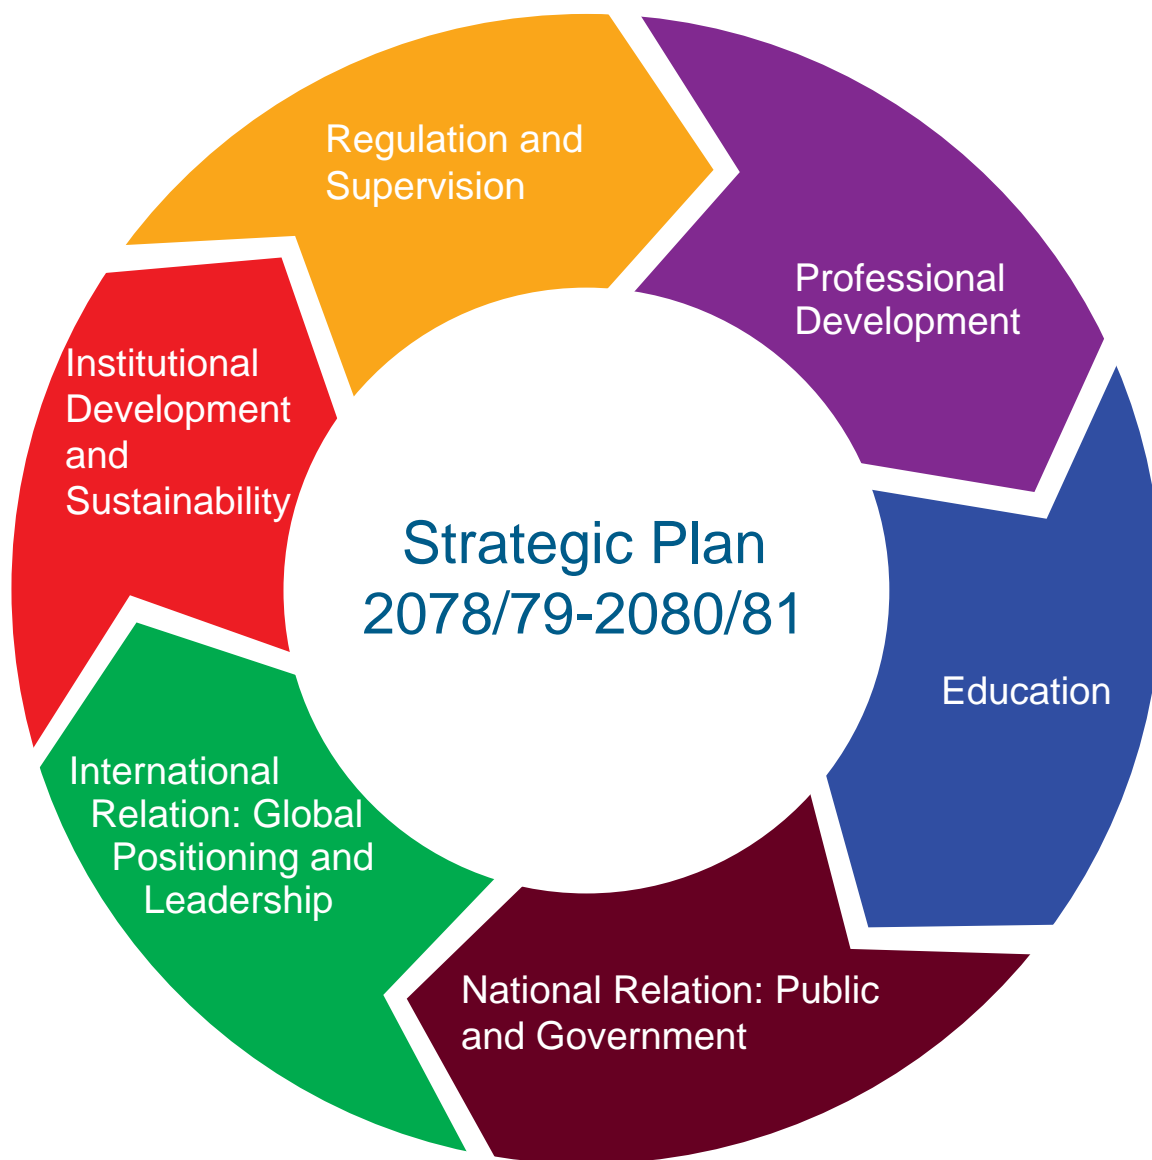 Regulation and
Supervision
Professional
Development
Education
National Relation: Public
and Government
International
Relation: Global
Positioning and
Leadership
Institutional
Development
and
Sustainability
Strategic Plan
2078/79-2080/81